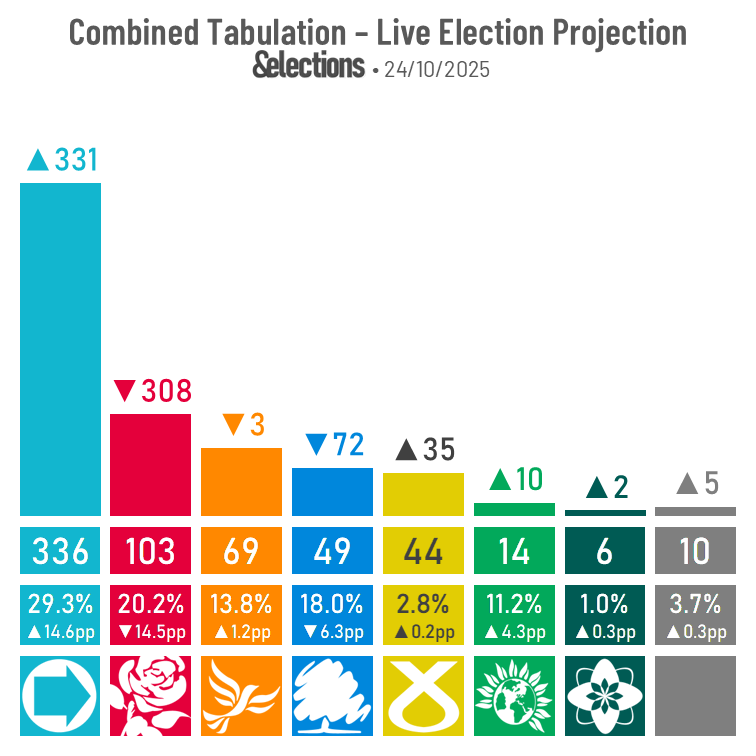 Combined Tabulation – Live Election Projection
&elections • 24/10/2025
▲331
▼308
▼3
▼72
▲35
▲10
▲2
▲5
336 103 69 49 44 14 6 10
29.3% 20.2% 13.8% 18.0% 2.8% 11.2% 1.0% 3.7%
▲14.6pp ▼14.5pp ▲1.2pp ▼6.3pp ▲0.2pp ▲4.3pp ▲0.3pp ▲0.3pp